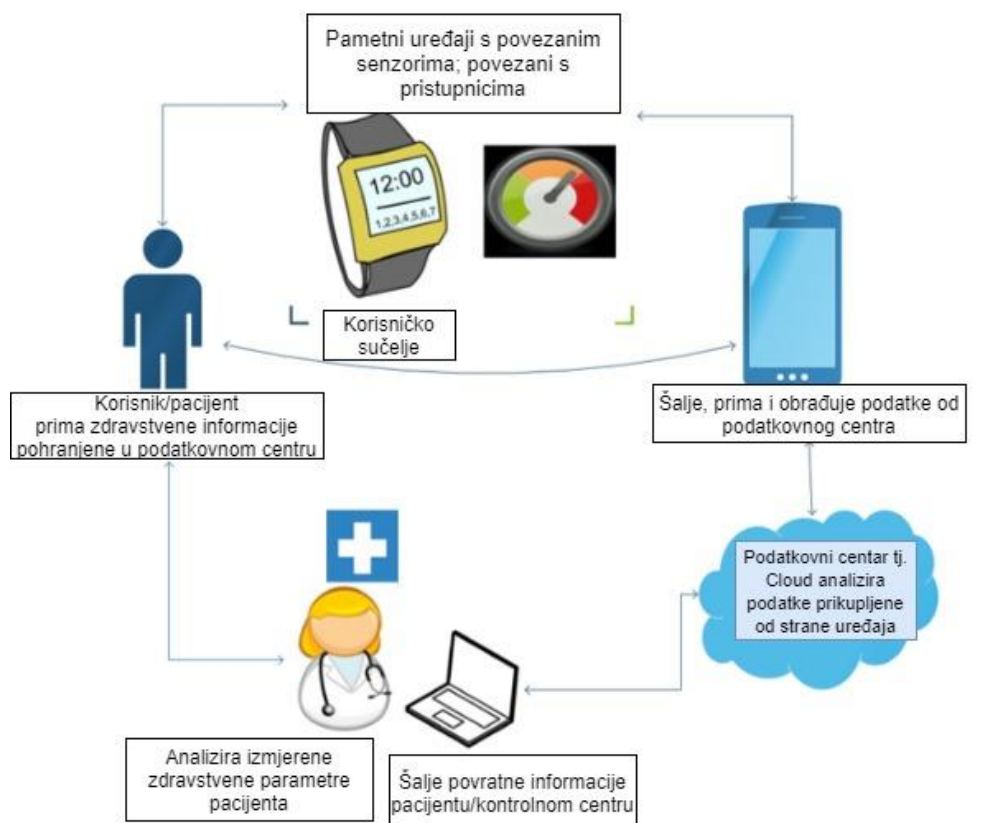 Pametni uređaji s povezanim
senzorima; povezani s
pristupnicima
12:00
1,2,3,4,5,6,7
Korisničko
sučelje
Korisnik/pacijent
prima zdravstvene informacije
pohranjene u podatkovnom centru
Šalje, prima i obrađuje podatke od
podatkovnog centra
Podatkovni centar tj.
Cloud analizira
podatke prikupljene
od strane uređaja
Analizira izmjerene
zdravstvene parametre
pacijenta
Šalje povratne informacije
pacijentu/kontrolnom centru